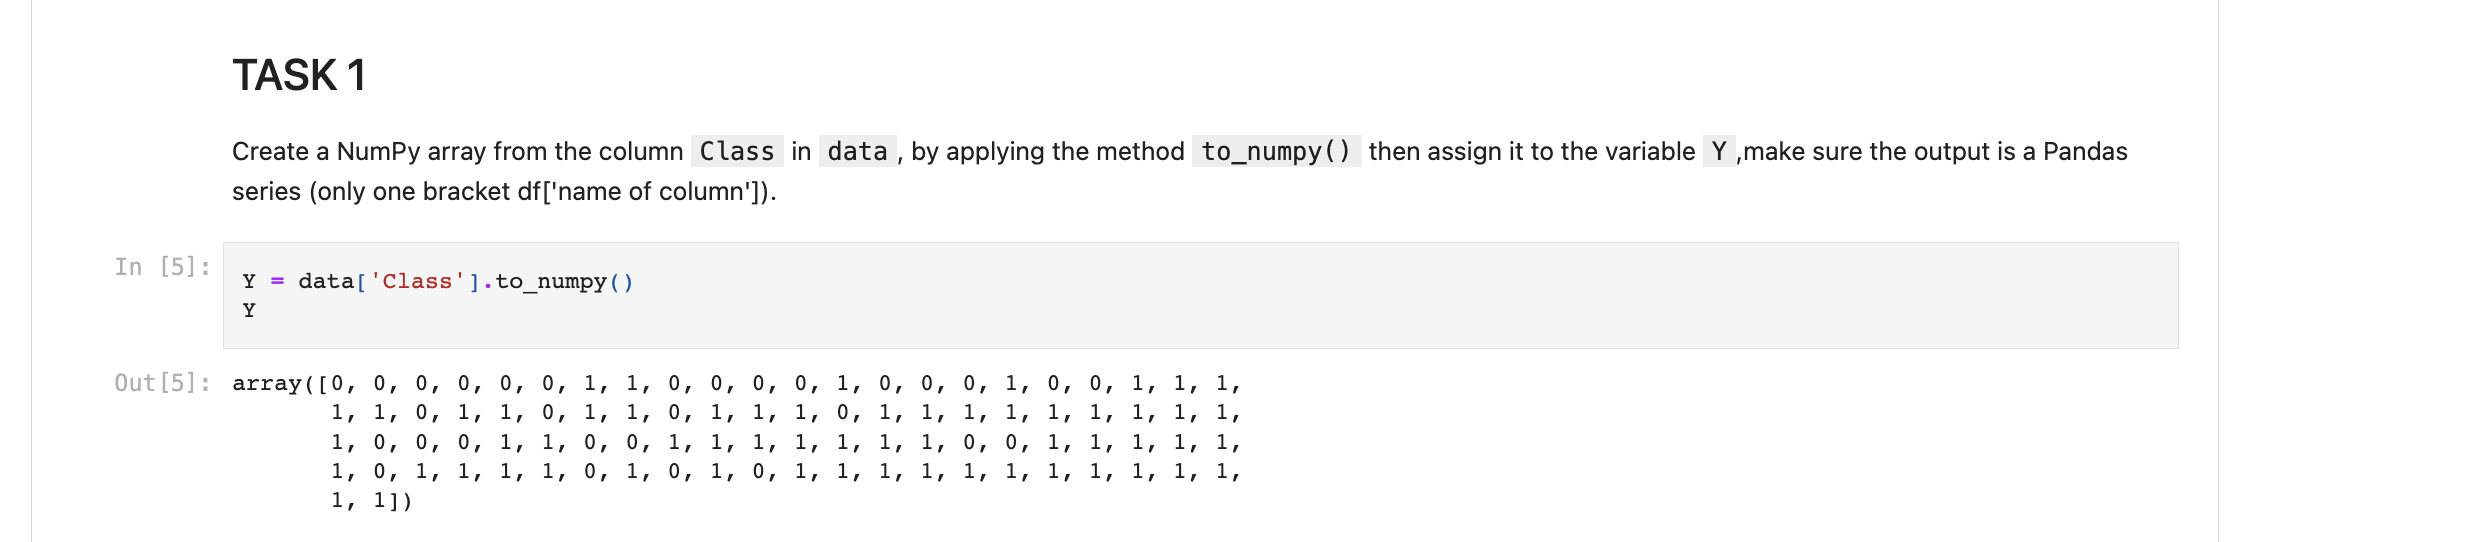 TASK 1
Create a NumPy array from the column Class in data , by applying the method to_numpy() then assign it to the variable Y ,make sure the output is a Pandas
series (only one bracket df['name of column']).
In [5]:
Y = data['Class'].to_numpy()
Y
Out[5]: array([0, 0, 0, 0, 0, 0, 1, 1, 0, 0, 0, 0, 1, 0, 0, 0, 1, 0, 0, 1, 1, 1,
1, 1, 0, 1, 1, 0, 1, 1, 0, 1, 1, 1, 0, 1, 1, 1, 1, 1, 1, 1, 1, 1,
1, 0, 0, 0, 1, 1, 0, 0, 1, 1, 1, 1, 1, 1, 1, 0, 0, 1, 1, 1, 1, 1,
1, 0, 1, 1, 1, 1, 0, 1, 0, 1, 0, 1, 1, 1, 1, 1, 1, 1, 1, 1, 1, 1,
1, 1])